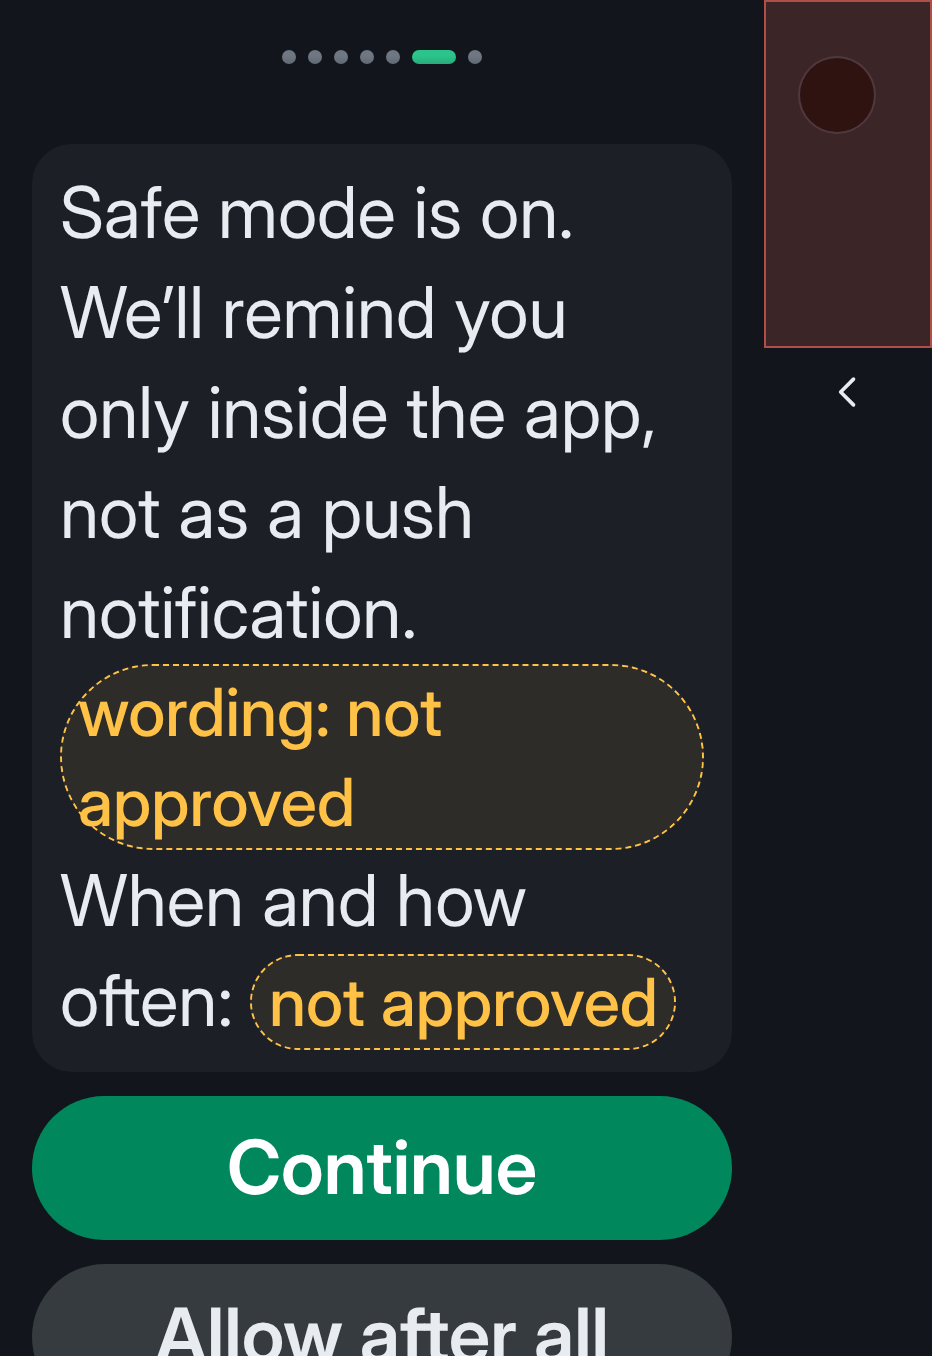 Safe mode is on.
We’ll remind you
only inside the app,
not as a push
notification.
wording: not
approved
When and how
often: not approved
Continue
Allow after all